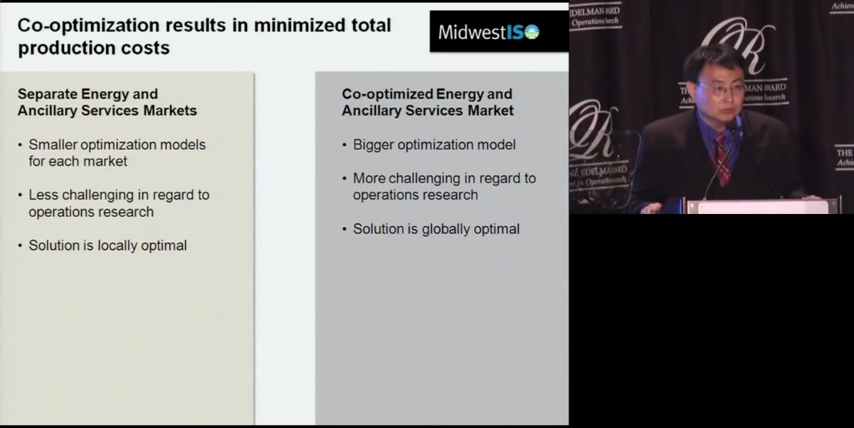 Co-optimization results in minimized total
production costs
MidwestISO
Separate Energy and
Ancillary Services Markets
• Smaller optimization models
for each market
• Less challenging in regard to
operations research
• Solution is locally optimal
Co-optimized Energy and
Ancillary Services Market
• Bigger optimization model
• More challenging in regard to
operations research
• Solution is globally optimal
OR
THE